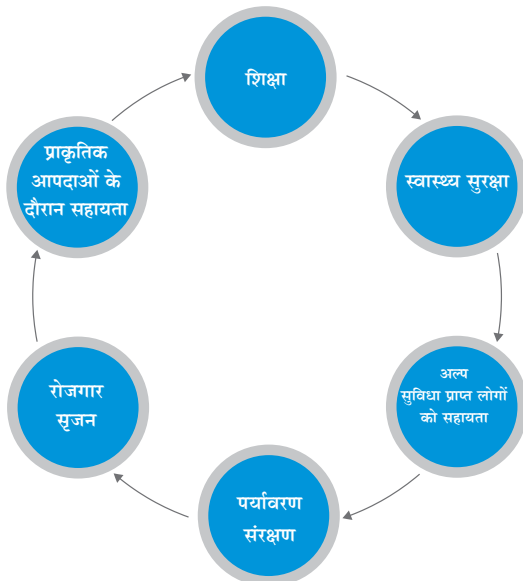 शिक्षा
स्वास्थ्य सुरक्षा
अल्प
सुविधा प्राप्त लोगों
को सहायता
पर्यावरण
संरक्षण
रोजगार
सृजन
प्राकृतिक
आपदाओं के
दौरान सहायता